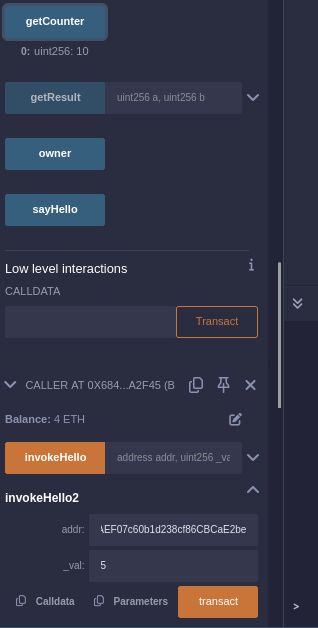 getCounter
0: uint256: 10
getResult uint256 a, uint256 b
owner
sayHello
Low level interactions
CALLDATA
Transact
CALLER AT 0X684...A2F45 (B
Balance: 4 ETH
invokeHello address addr, uint256 _va
invokeHello2
addr: AEF07c60b1d238cf86CBCaE2be
_val: 5
Calldata Parameters transact
>